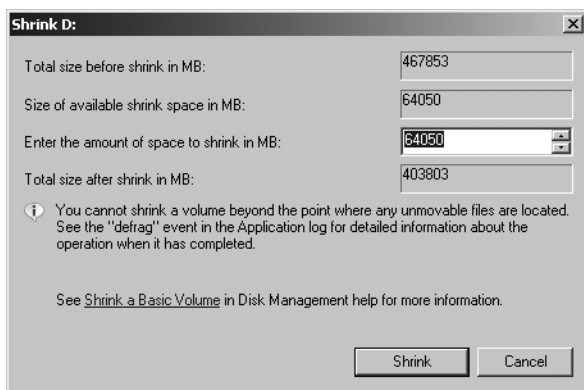 Shrink D:
Total size before shrink in MB: 467853
Size of available shrink space in MB: 64050
Enter the amount of space to shrink in MB: 64050
Total size after shrink in MB: 403803
You cannot shrink a volume beyond the point where any unmovable files are located.
See the "defrag" event in the Application log for detailed information about the
operation when it has completed.
See Shrink a Basic Volume in Disk Management help for more information.
Shrink Cancel